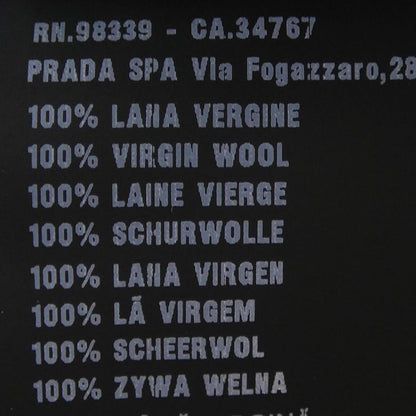 RN.98339 - CA.34767
PRADA SPA VIa Fogazzaro,28
100% LANA VERGINE
100% VIRGIN WOOL
100% LAINE VIERGE
100% SCHURWOLLE
100% LANA VIRGEN
100% LÃ VIRGEM
100% SCHEERWOL
100% ZYWA WELNA